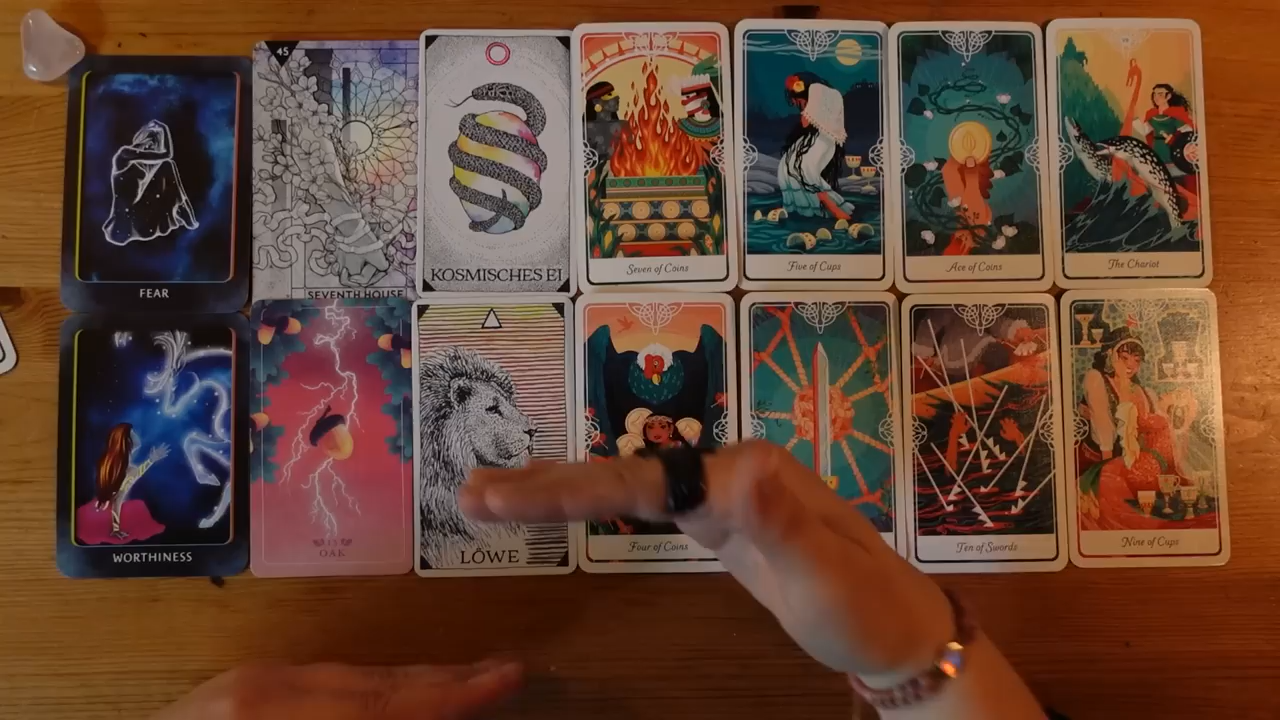 FEAR
45
SEVENTH HOUSE
KOSMISCHES EI
Seven of Coins
Five of Cups
Ace of Coins
The Chariot
WORTHINESS
OAK
LÖWE
Four of Coins
Ten of Swords
Nine of Cups